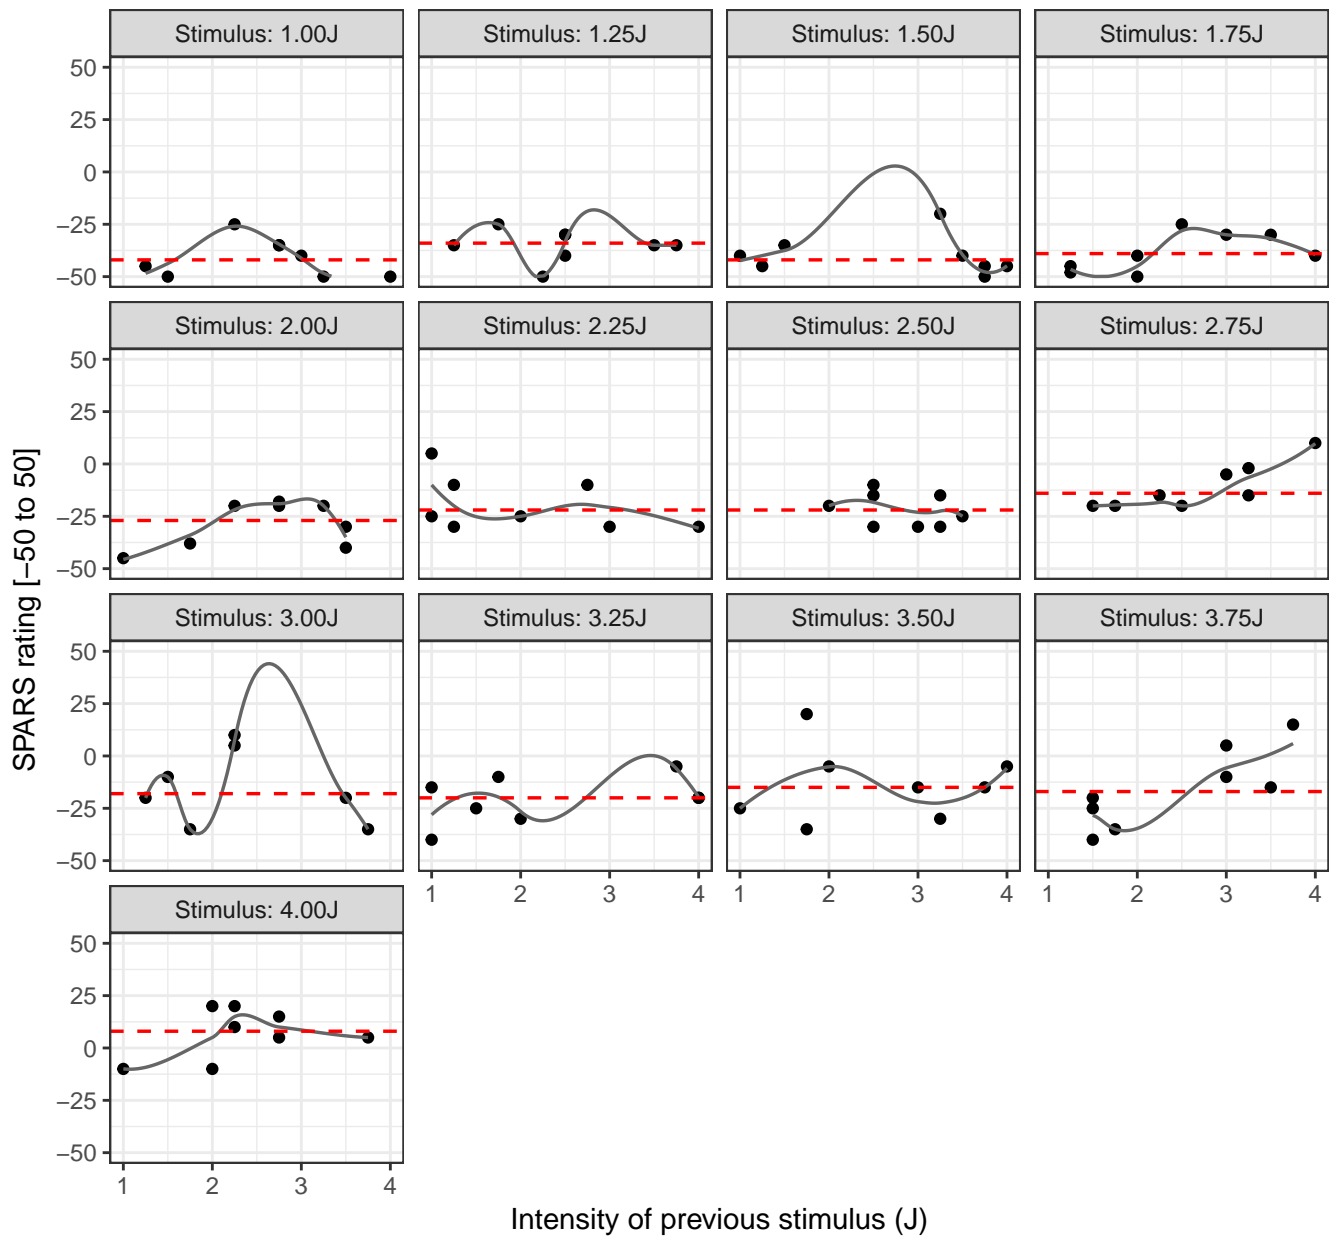 Stimulus: 1.00J Stimulus: 1.25J Stimulus: 1.50J Stimulus: 1.75J
50
25
0
−25
−50
Stimulus: 2.00J Stimulus: 2.25J Stimulus: 2.50J Stimulus: 2.75J
50
25
0
−25
−50
Stimulus: 3.00J Stimulus: 3.25J Stimulus: 3.50J Stimulus: 3.75J
50
25
0
−25
−50
1 2 3 4 1 2 3 4 1 2 3 4
Stimulus: 4.00J
50
25
0
−25
−50
1 2 3 4
SPARS rating [−50 to 50]
Intensity of previous stimulus (J)